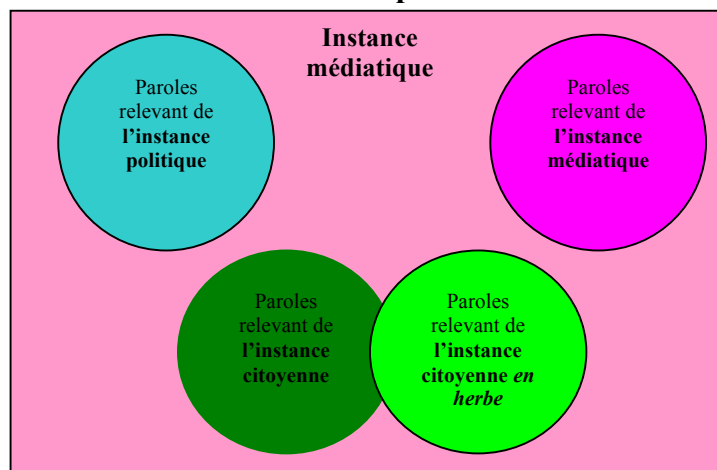 Instance
médiatique
Paroles
relevant de
l'instance
politique
Paroles
relevant de
l'instance
médiatique
Paroles
relevant de
l'instance
citoyenne
Paroles
relevant de
l'instance
citoyenne en
herbe